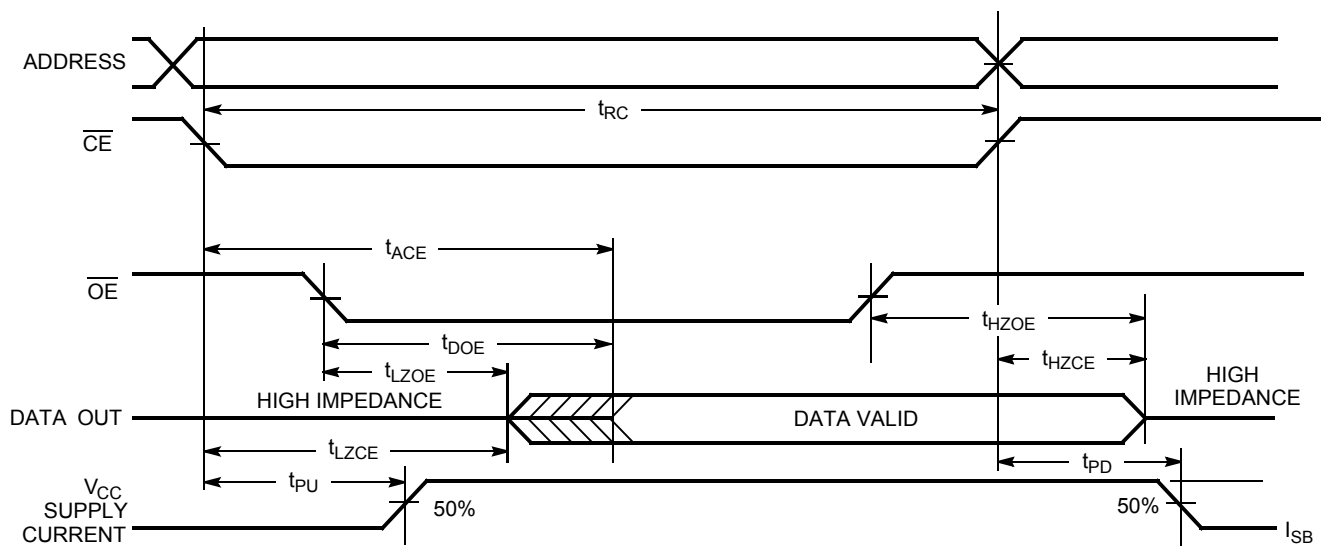 ADDRESS
tRC
CE
tACE
OE
tHZOE
tDOE
tHZCE
tLZOE
HIGH IMPEDANCE
HIGH
IMPEDANCE
DATA OUT
DATA VALID
tLZCE
tPD
tPU
VCC
SUPPLY
CURRENT
50%
50%
ISB